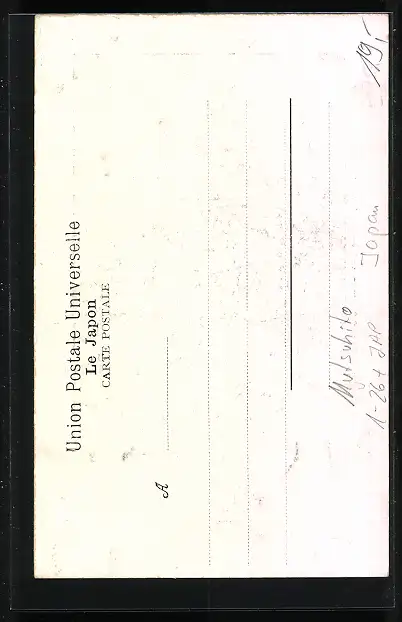 Union Postale Universelle
Le Japon
CARTE POSTALE
A
Mutsuhito
Japan
1-26+ JAP
19,-